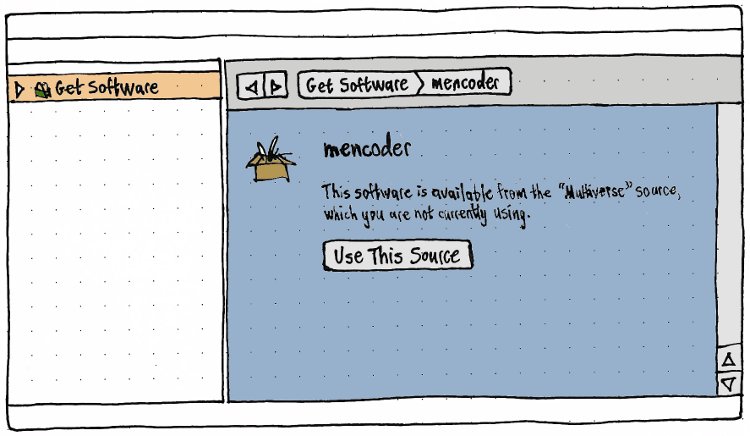 Get Software
Get Software mencoder
mencoder
This software is available from the "Multiverse" source,
which you are not currently using.
Use This Source